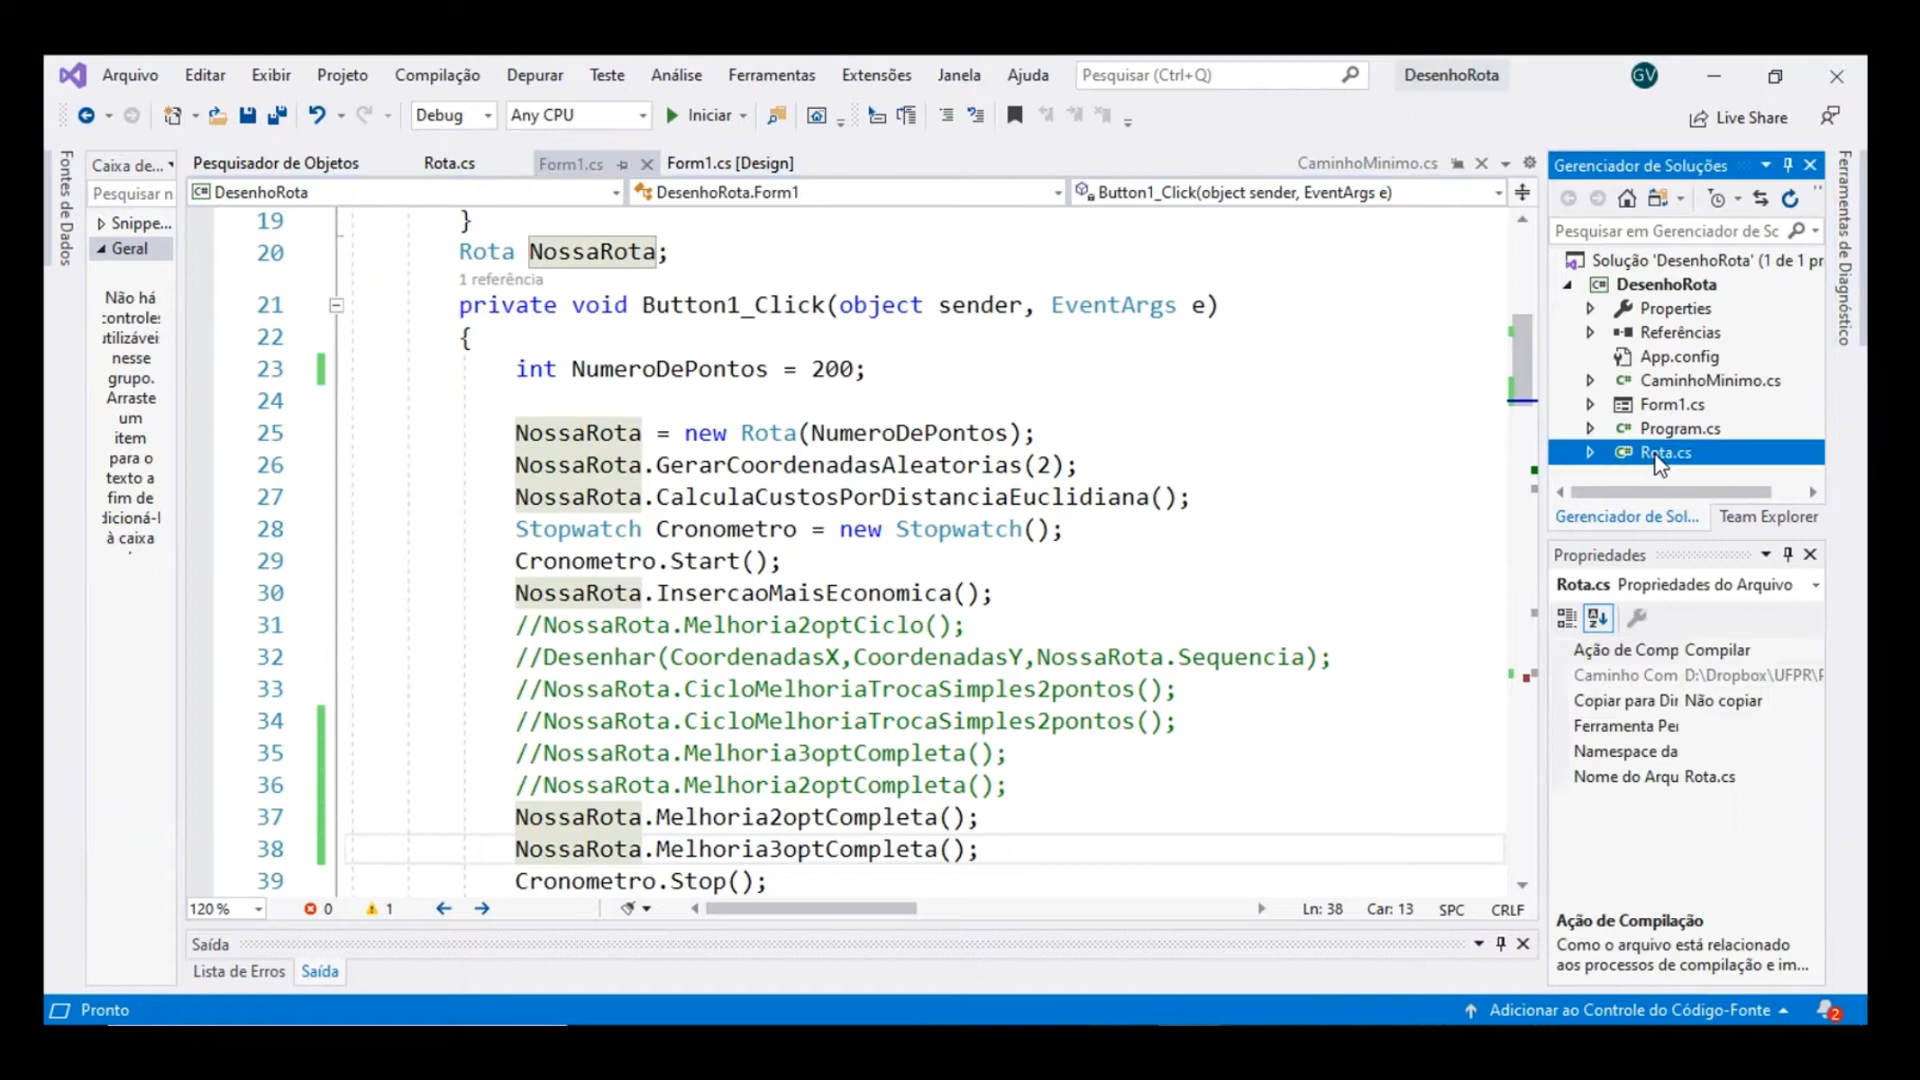 Arquivo Editar Exibir Projeto Compilação Depurar Teste Análise Ferramentas Extensões Janela Ajuda Pesquisar (Ctrl+Q) DesenhoRota GV
Debug Any CPU Iniciar Live Share
Fontes de Dados
Caixa de...
Pesquisar n
Snippe...
Geral
Não há
controle:
utilizávei
nesse
grupo.
Arraste
um
item
para o
texto a
fim de
dicioná-l
à caixa
Pesquisador de Objetos Rota.cs Form1.cs Form1.cs [Design] CaminhoMinimo.cs
DesenhoRota DesenhoRota.Form1 Button1_Click(object sender, EventArgs e)
19 }
20 Rota NossaRota;
1 referência
21 private void Button1_Click(object sender, EventArgs e)
22 {
23 int NumeroDePontos = 200;
24
25 NossaRota = new Rota(NumeroDePontos);
26 NossaRota.GerarCoordenadasAleatorias(2);
27 NossaRota.CalculaCustosPorDistanciaEuclidiana();
28 Stopwatch Cronometro = new Stopwatch();
29 Cronometro.Start();
30 NossaRota.InsercaoMaisEconomica();
31 //NossaRota.Melhoria2optCiclo();
32 //Desenhar(CoordenadasX,CoordenadasY,NossaRota.Sequencia);
33 //NossaRota.CicloMelhoriaTrocaSimples2pontos();
34 //NossaRota.CicloMelhoriaTrocaSimples2pontos();
35 //NossaRota.Melhoria3optCompleta();
36 //NossaRota.Melhoria2optCompleta();
37 NossaRota.Melhoria2optCompleta();
38 NossaRota.Melhoria3optCompleta();
39 Cronometro.Stop();
120 % 0 1 Ln: 38 Car: 13 SPC CRLF
Saída
Lista de Erros Saída
Gerenciador de Soluções
Pesquisar em Gerenciador de Sc
Solução 'DesenhoRota' (1 de 1 pr
DesenhoRota
Properties
Referências
App.config
CaminhoMinimo.cs
Form1.cs
Program.cs
Rota.cs
Gerenciador de Sol... Team Explorer
Propriedades
Rota.cs Propriedades do Arquivo
Ação de Comp Compilar
Caminho Com D:\Dropbox\UFPR\F
Copiar para Dir Não copiar
Ferramenta Per
Namespace da
Nome do Arqu Rota.cs
Ação de Compilação
Como o arquivo está relacionado
aos processos de compilação e im...
Ferramentas de Diagnóstico
Pronto Adicionar ao Controle do Código-Fonte 2